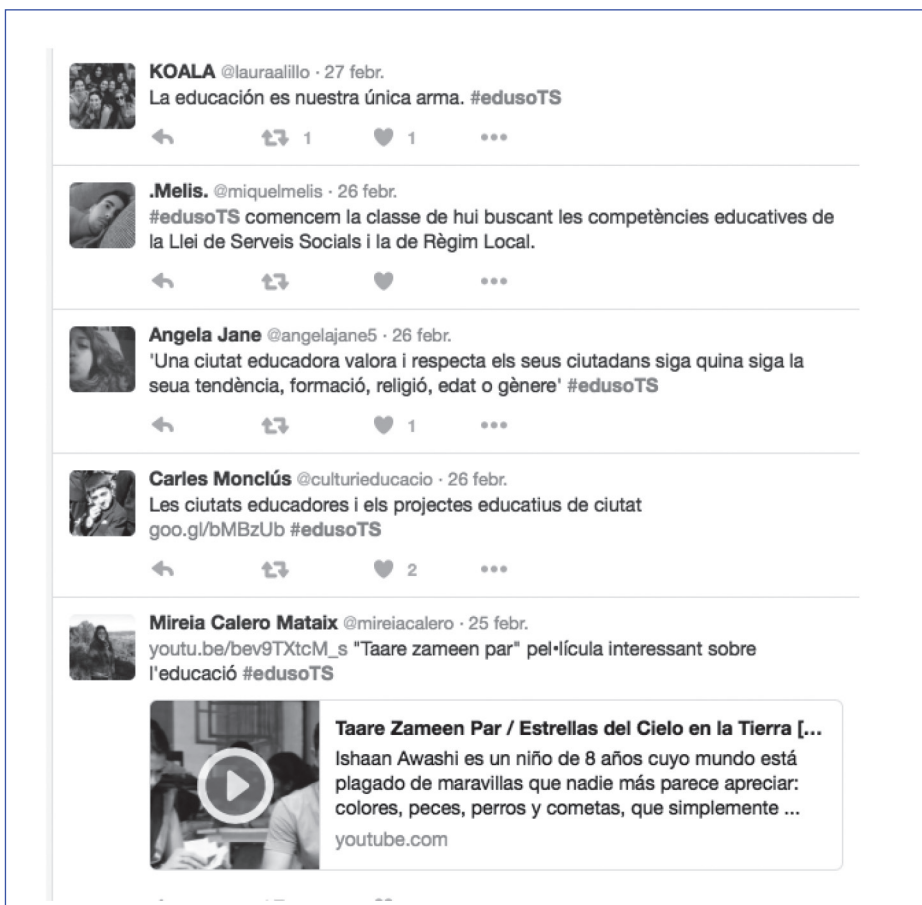 KOALA @lauraalillo · 27 febr.
La educación es nuestra única arma. #edusoTS
1 1
.Melis. @miquelmelis · 26 febr.
#edusoTS comencem la classe de hui buscant les competències educatives de
la Llei de Serveis Socials i la de Règim Local.
Angela Jane @angelajane5 · 26 febr.
'Una ciutat educadora valora i respecta els seus ciutadans siga quina siga la
seua tendència, formació, religió, edat o gènere' #edusoTS
1
Carles Monclús @culturieducacio · 26 febr.
Les ciutats educadores i els projectes educatius de ciutat
goo.gl/bMBzUb #edusoTS
2
Mireia Calero Mataix @mireiacalero · 25 febr.
youtu.be/bev9TXtcM_s "Taare zameen par" pel•lícula interessant sobre
l'educació #edusoTS
Taare Zameen Par / Estrellas del Cielo en la Tierra [...
Ishaan Awashi es un niño de 8 años cuyo mundo está
plagado de maravillas que nadie más parece apreciar:
colores, peces, perros y cometas, que simplemente ...
youtube.com